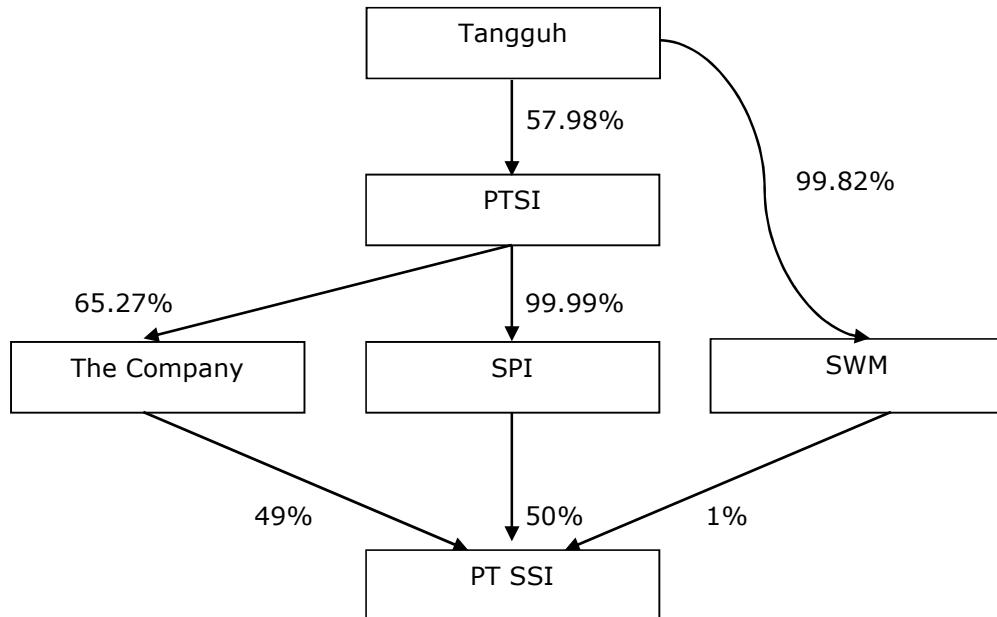 Tangguh
57.98%
99.82%
PTSI
65.27%
99.99%
The Company
SPI
SWM
49%
50%
1%
PT SSI